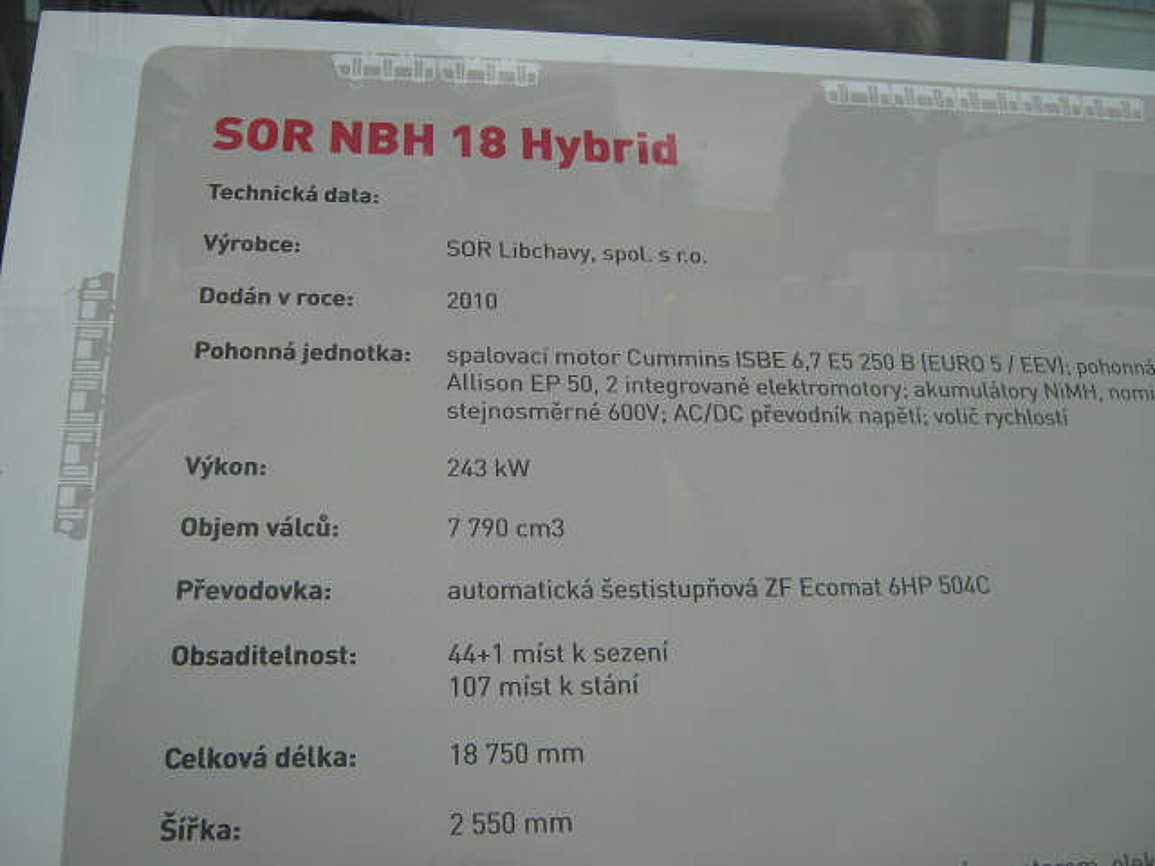 SOR NBH 18 Hybrid
Technická data:
Výrobce: SOR Libchavy, spol. s r.o.
Dodán v roce: 2010
Pohonná jednotka: spalovací motor Cummins ISBE 6,7 E5 250 B (EURO 5 / EEV); pohonná
Allison EP 50, 2 integrované elektromotory; akumulátory NiMH, nomi
stejnosměrné 600V; AC/DC převodník napětí; volič rychlostí
Výkon: 243 kW
Objem válců: 7 790 cm3
Převodovka: automatická šestistupňová ZF Ecomat 6HP 504C
Obsaditelnost: 44+1 míst k sezení
107 míst k stání
Celková délka: 18 750 mm
Šířka: 2 550 mm